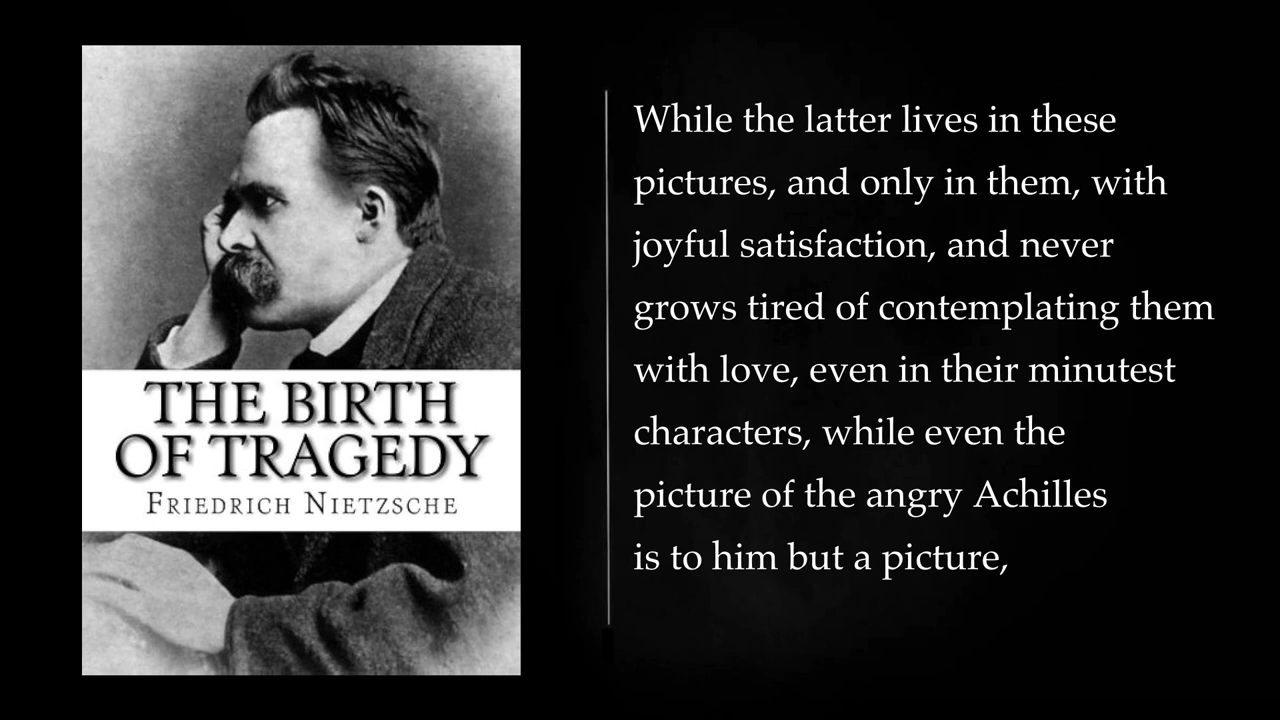 THE BIRTH
OF TRAGEDY
FRIEDRICH NIETZSCHE
While the latter lives in these
pictures, and only in them, with
joyful satisfaction, and never
grows tired of contemplating them
with love, even in their minutest
characters, while even the
picture of the angry Achilles
is to him but a picture,